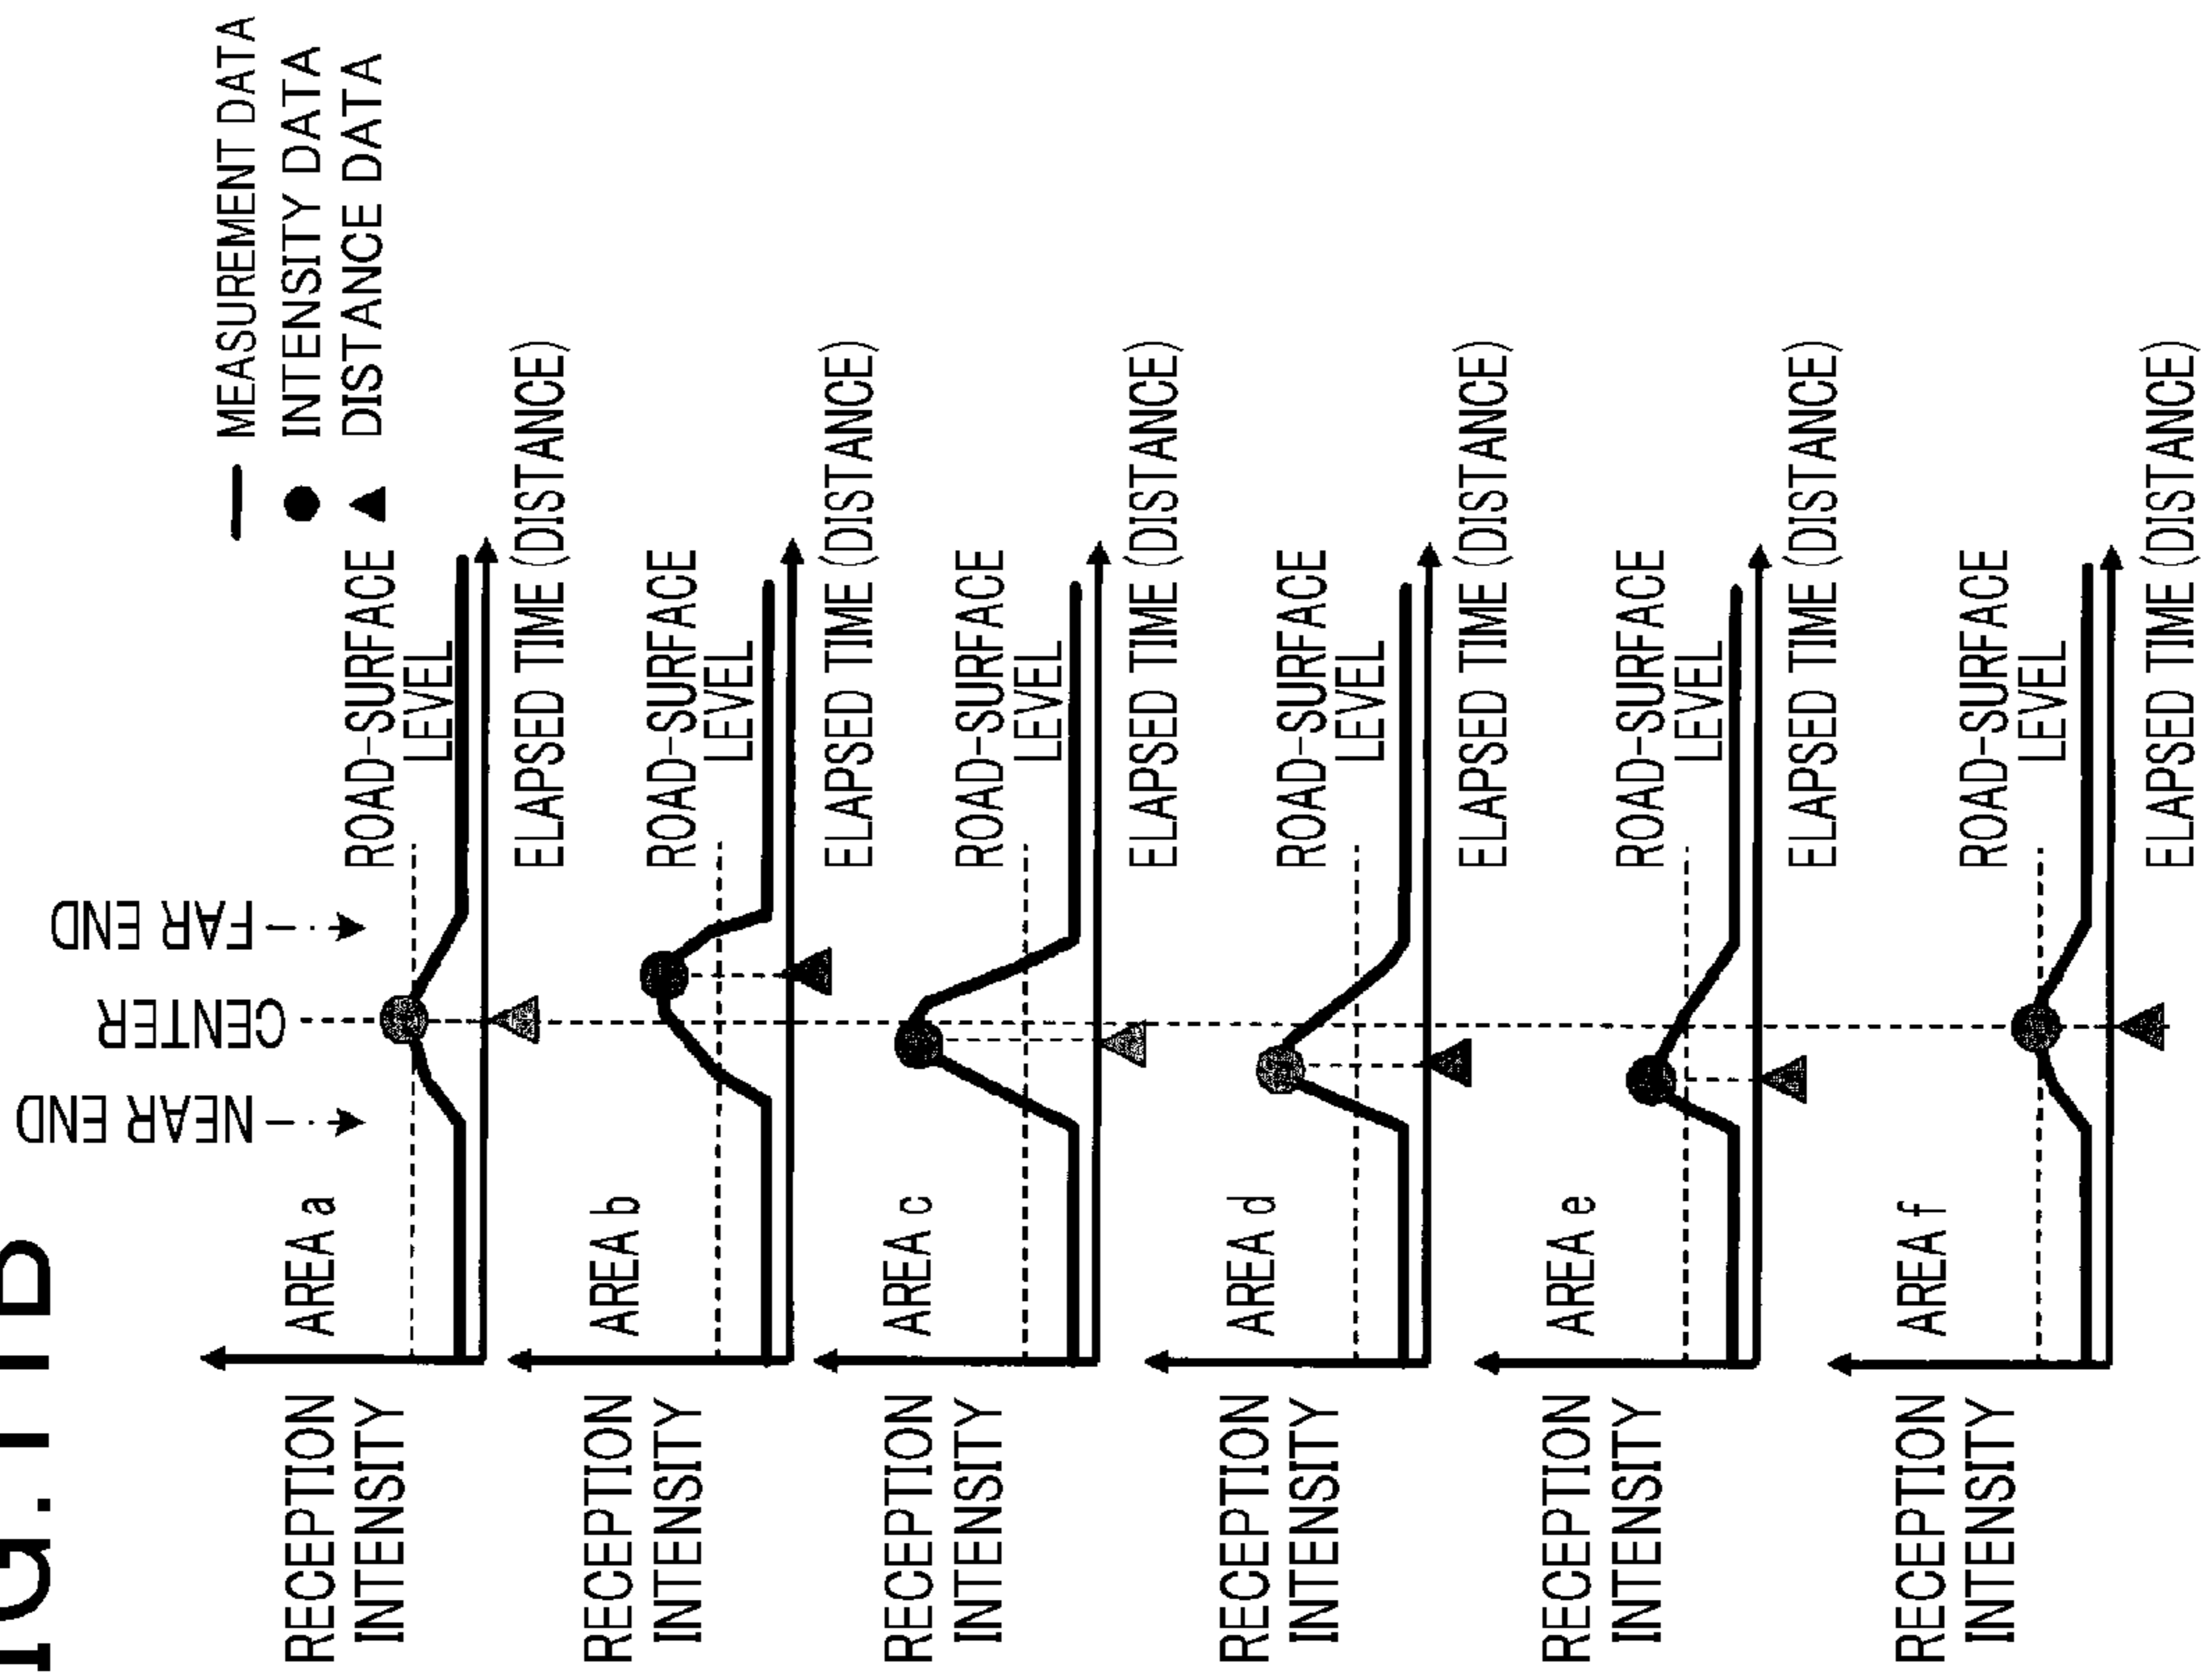 — MEASUREMENT DATA
● INTENSITY DATA
▲ DISTANCE DATA
NEAR END
CENTER
FAR END
RECEPTION
INTENSITY
AREA a
ROAD-SURFACE
LEVEL
ELAPSED TIME (DISTANCE)
RECEPTION
INTENSITY
AREA b
ROAD-SURFACE
LEVEL
ELAPSED TIME (DISTANCE)
RECEPTION
INTENSITY
AREA c
ROAD-SURFACE
LEVEL
ELAPSED TIME (DISTANCE)
RECEPTION
INTENSITY
AREA d
ROAD-SURFACE
LEVEL
ELAPSED TIME (DISTANCE)
RECEPTION
INTENSITY
AREA e
ROAD-SURFACE
LEVEL
ELAPSED TIME (DISTANCE)
RECEPTION
INTENSITY
AREA f
ROAD-SURFACE
LEVEL
ELAPSED TIME (DISTANCE)